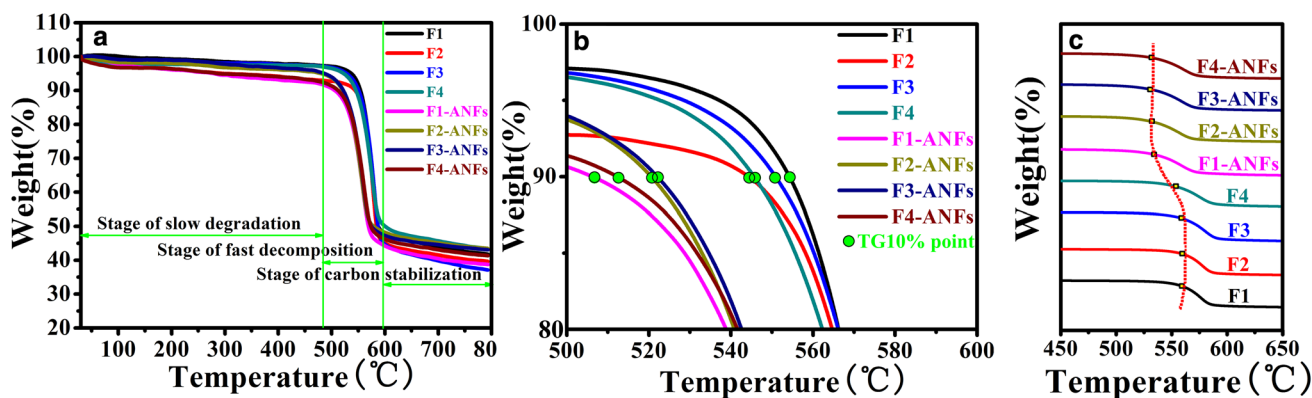 a
Weight(%)
110
100
90
80
70
60
50
40
30
20
F1
F2
F3
F4
F1-ANFs
F2-ANFs
F3-ANFs
F4-ANFs
Stage of slow degradation
Stage of fast decomposition
Stage of carbon stabilization
100 200 300 400 500 600 700 80
Temperature(℃)
b
Weight(%)
100
90
80
F1
F2
F3
F4
F1-ANFs
F2-ANFs
F3-ANFs
F4-ANFs
TG10% point
500 520 540 560 580 600
Temperature(℃)
c
Weight(%)
F4-ANFs
F3-ANFs
F2-ANFs
F1-ANFs
F4
F3
F2
F1
450 500 550 600 650
Temperature(℃)